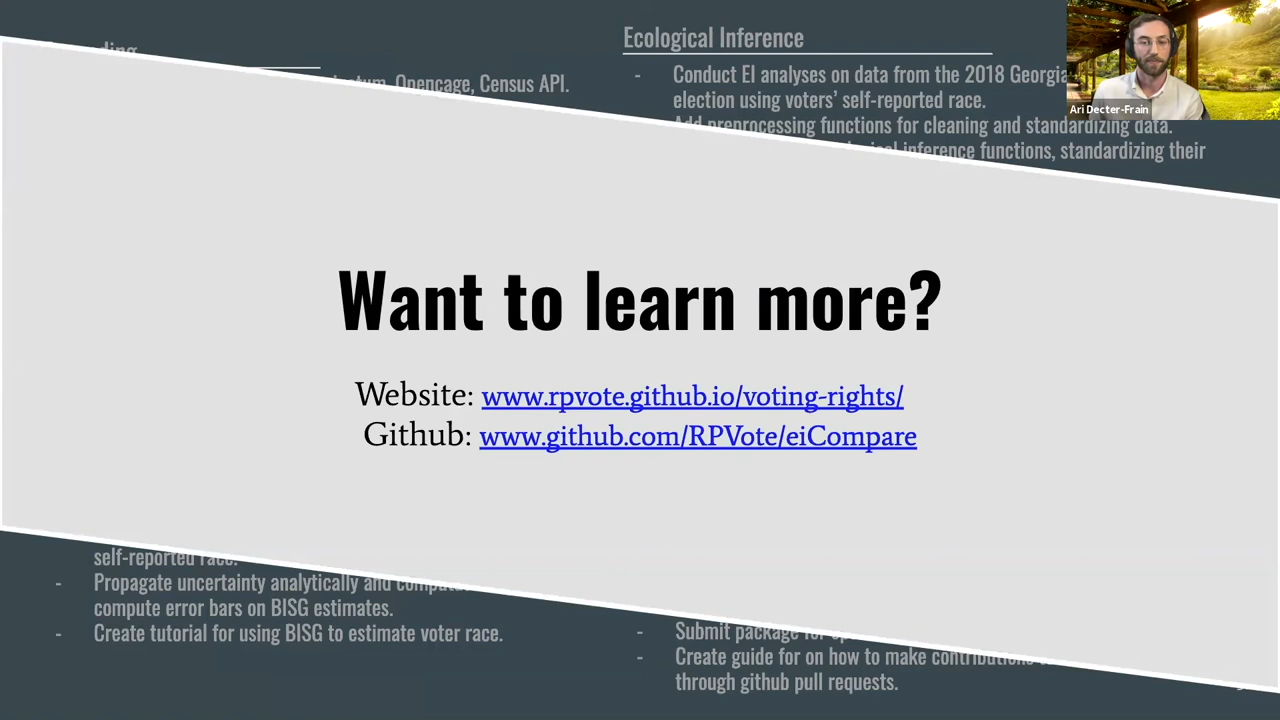 Ecological Inference
Opencage, Census API.
- Conduct EI analyses on data from the 2018 Georgia
election using voters' self-reported race.
Add preprocessing functions for cleaning and standardizing data.
inference functions, standardizing their
Ari Decter-Frain
Want to learn more?
Website: www.rpvote.github.io/voting-rights/
Github: www.github.com/RPVote/eiCompare
self-reported race.
- Propagate uncertainty analytically and
compute error bars on BISG estimates.
- Create tutorial for using BISG to estimate voter race.
- Submit package for
- Create guide for on how to make contributions
through github pull requests.